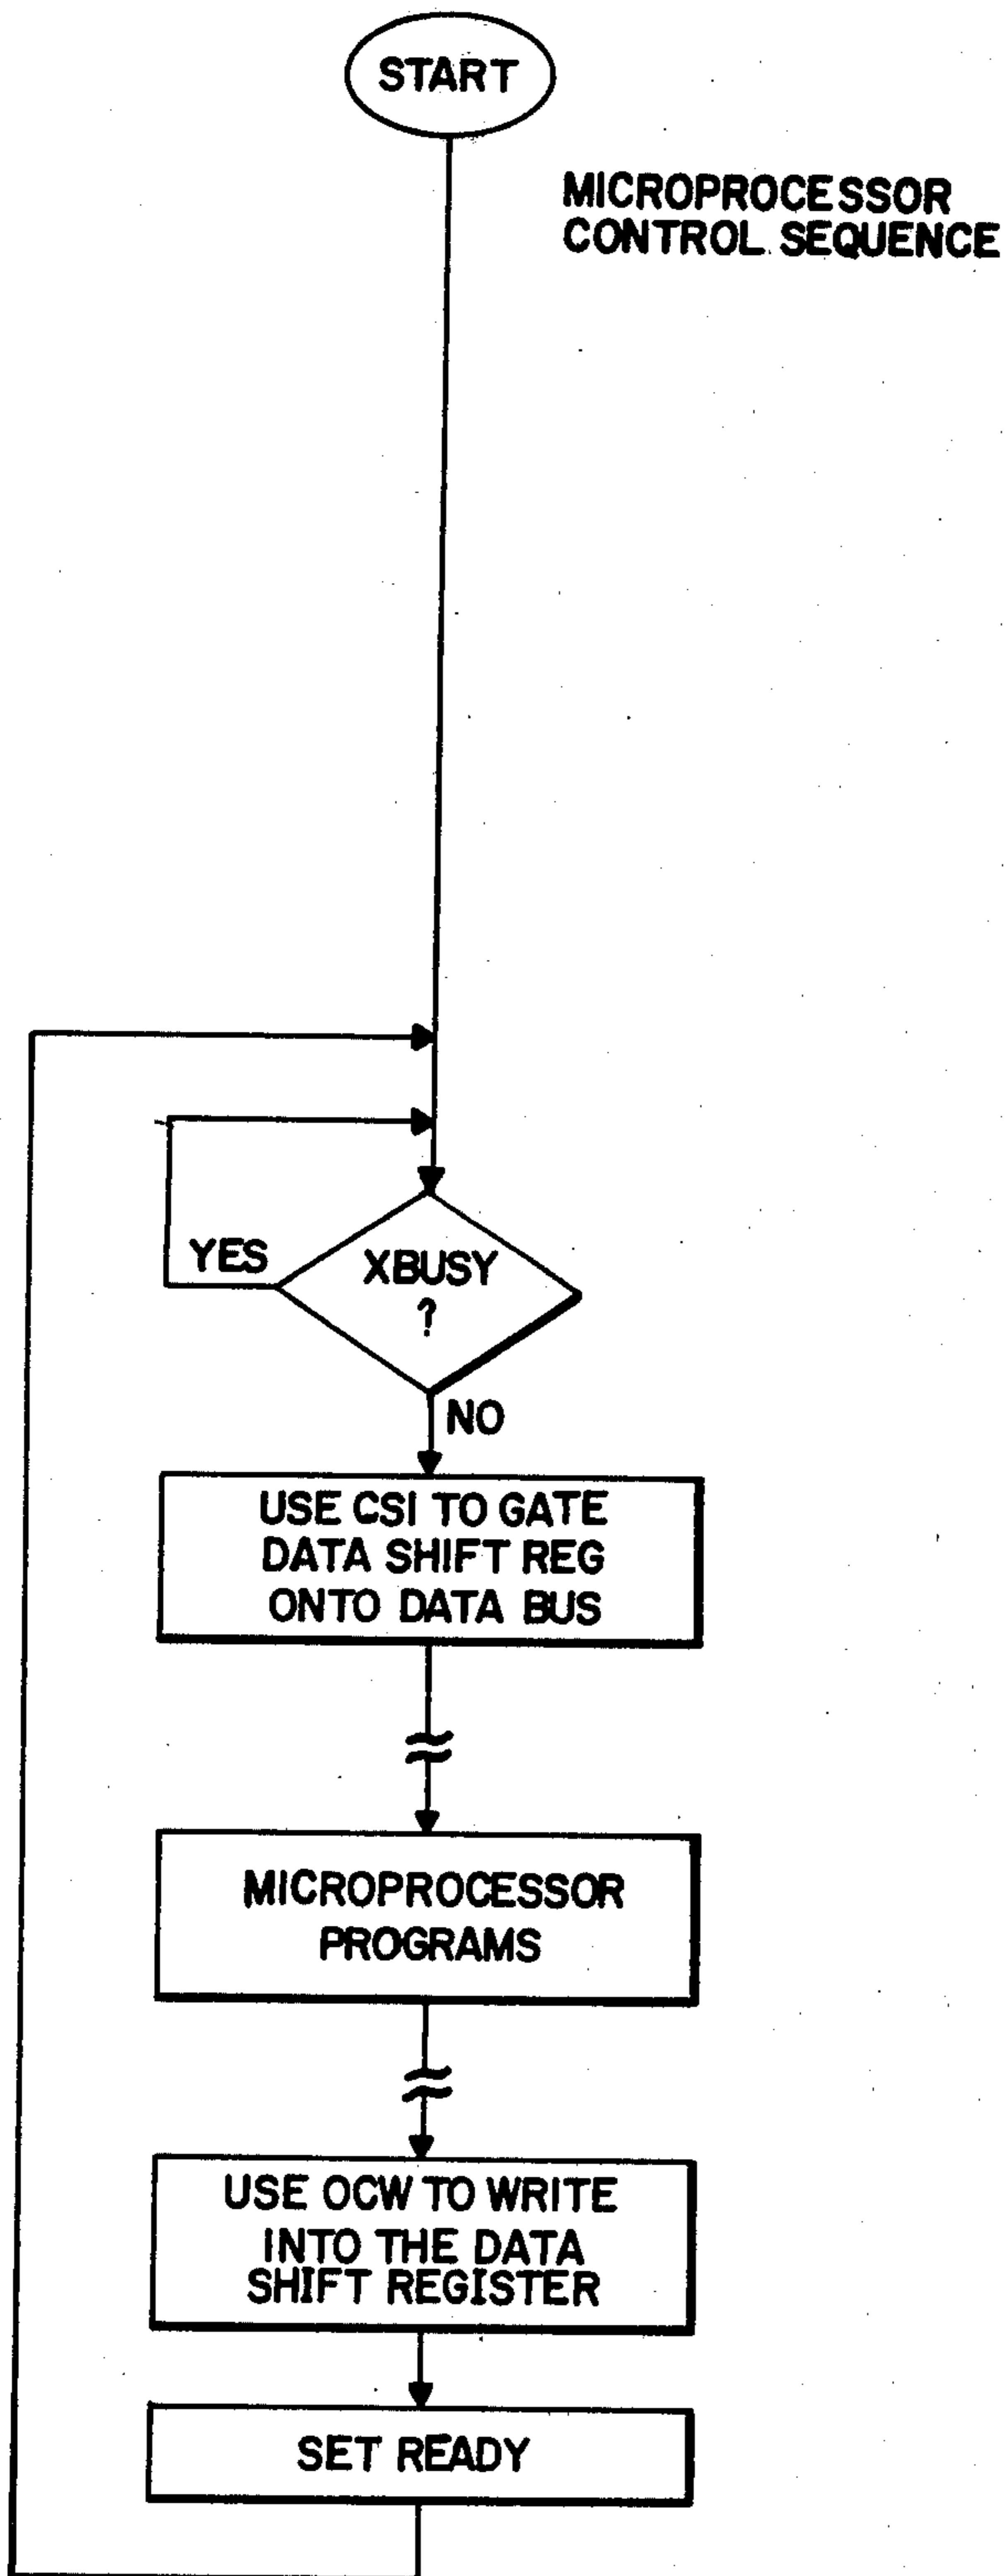 START
MICROPROCESSOR
CONTROL SEQUENCE
YES
XBUSY
?
NO
USE CSI TO GATE
DATA SHIFT REG
ONTO DATA BUS
MICROPROCESSOR
PROGRAMS
USE OCW TO WRITE
INTO THE DATA
SHIFT REGISTER
SET READY